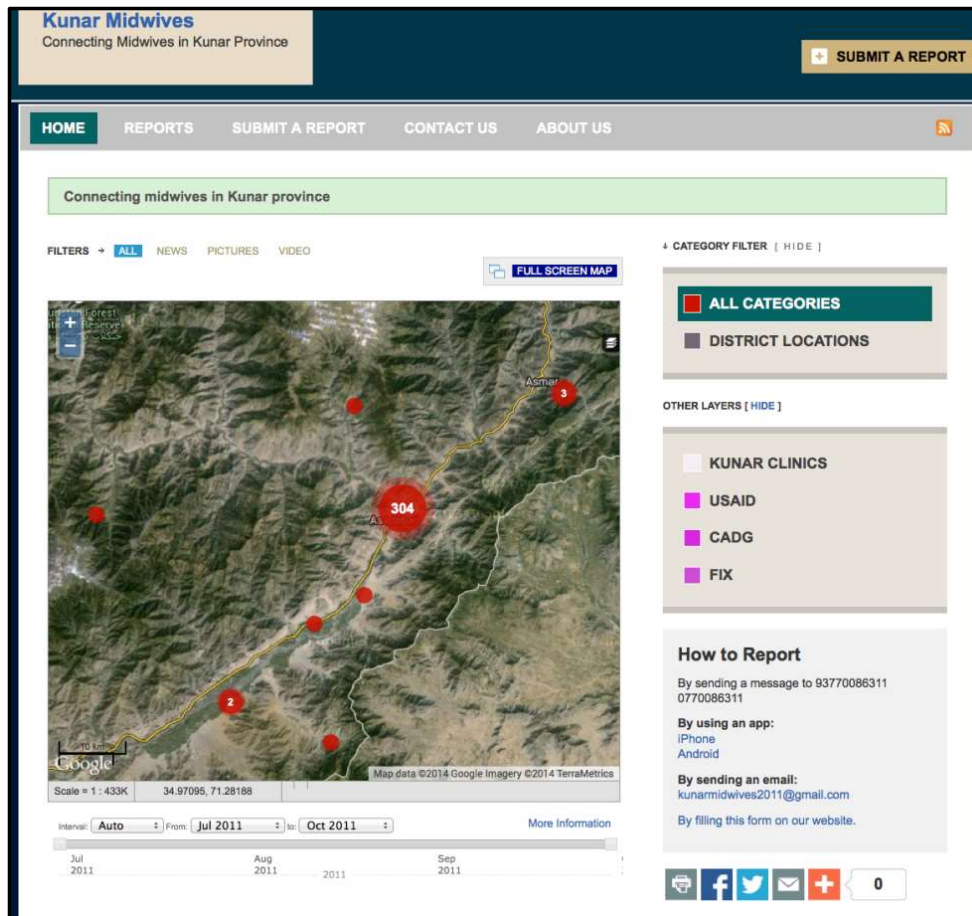 Kunar Midwives
Connecting Midwives in Kunar Province
SUBMIT A REPORT
HOME REPORTS SUBMIT A REPORT CONTACT US ABOUT US
Connecting midwives in Kunar province
FILTERS ALL NEWS PICTURES VIDEO
FULL SCREEN MAP
Forest
Reserve
Asmar
3
304
2
10 km
Google
Map data ©2014 Google Imagery ©2014 TerraMetrics
Scale = 1 : 433K 34.97095, 71.28188
Interval: Auto From: Jul 2011 to: Oct 2011 More Information
Jul Aug Sep
2011 2011 2011 2011
CATEGORY FILTER [ HIDE ]
ALL CATEGORIES
DISTRICT LOCATIONS
OTHER LAYERS [ HIDE ]
KUNAR CLINICS
USAID
CADG
FIX
How to Report
By sending a message to 93770086311
0770086311
By using an app:
iPhone
Android
By sending an email:
kunarmidwives2011@gmail.com
By filling this form on our website.
0